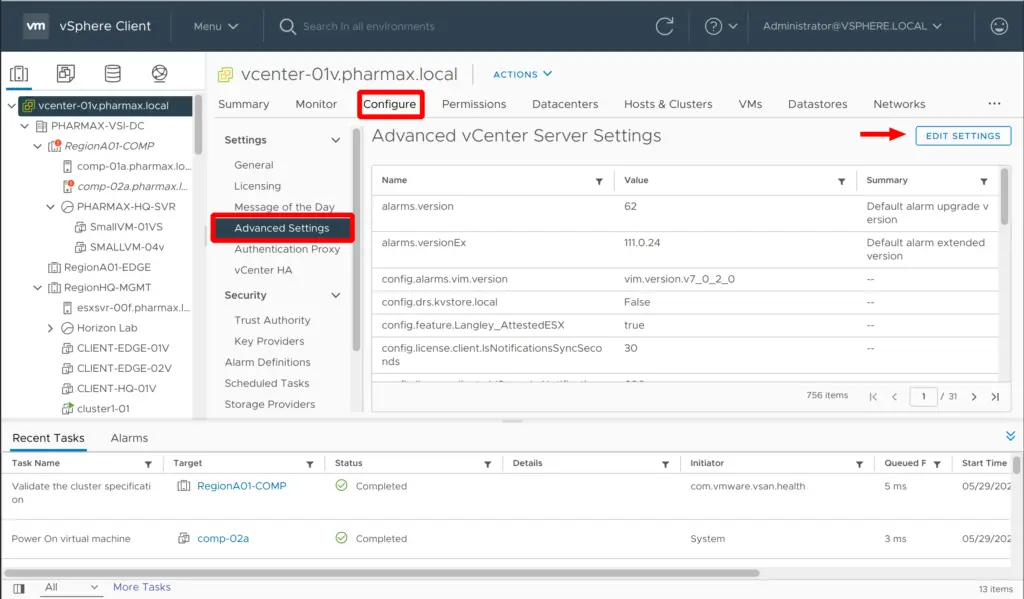 vm vSphere Client Menu Search in all environments Administrator@VSPHERE.LOCAL
vcenter-01v.pharmax.local ACTIONS
Summary Monitor Configure Permissions Datacenters Hosts & Clusters VMs Datastores Networks ...
vcenter-01v.pharmax.local
PHARMAX-VSI-DC
RegionA01-COMP
comp-01a.pharmax.lo...
comp-02a.pharmax.l...
PHARMAX-HQ-SVR
SmallVM-01VS
SMALLVM-04v
RegionA01-EDGE
RegionHQ-MGMT
esxsvr-00f.pharmax.l...
Horizon Lab
CLIENT-EDGE-01V
CLIENT-EDGE-02V
CLIENT-HQ-01V
cluster1-01
Settings
General
Licensing
Message of the Day
Advanced Settings
Authentication Proxy
vCenter HA
Security
Trust Authority
Key Providers
Alarm Definitions
Scheduled Tasks
Storage Providers
Advanced vCenter Server Settings
EDIT SETTINGS
Name Value Summary
alarms.version 62 Default alarm upgrade v
ersion
alarms.versionEx 111.0.24 Default alarm extended
version
config.alarms.vim.version vim.version.v7_0_2_0 --
config.drs.kvstore.local False --
config.feature.Langley_AttestedESX true --
config.license.client.IsNotificationsSyncSeco 30 --
nds
756 items 1 / 31
Recent Tasks Alarms
Task Name Target Status Details Initiator Queued F Start Time
Validate the cluster specificati RegionA01-COMP Completed com.vmware.vsan.health 5 ms 05/29/202
on
Power On virtual machine comp-02a Completed System 3 ms 05/29/202
All More Tasks 13 items